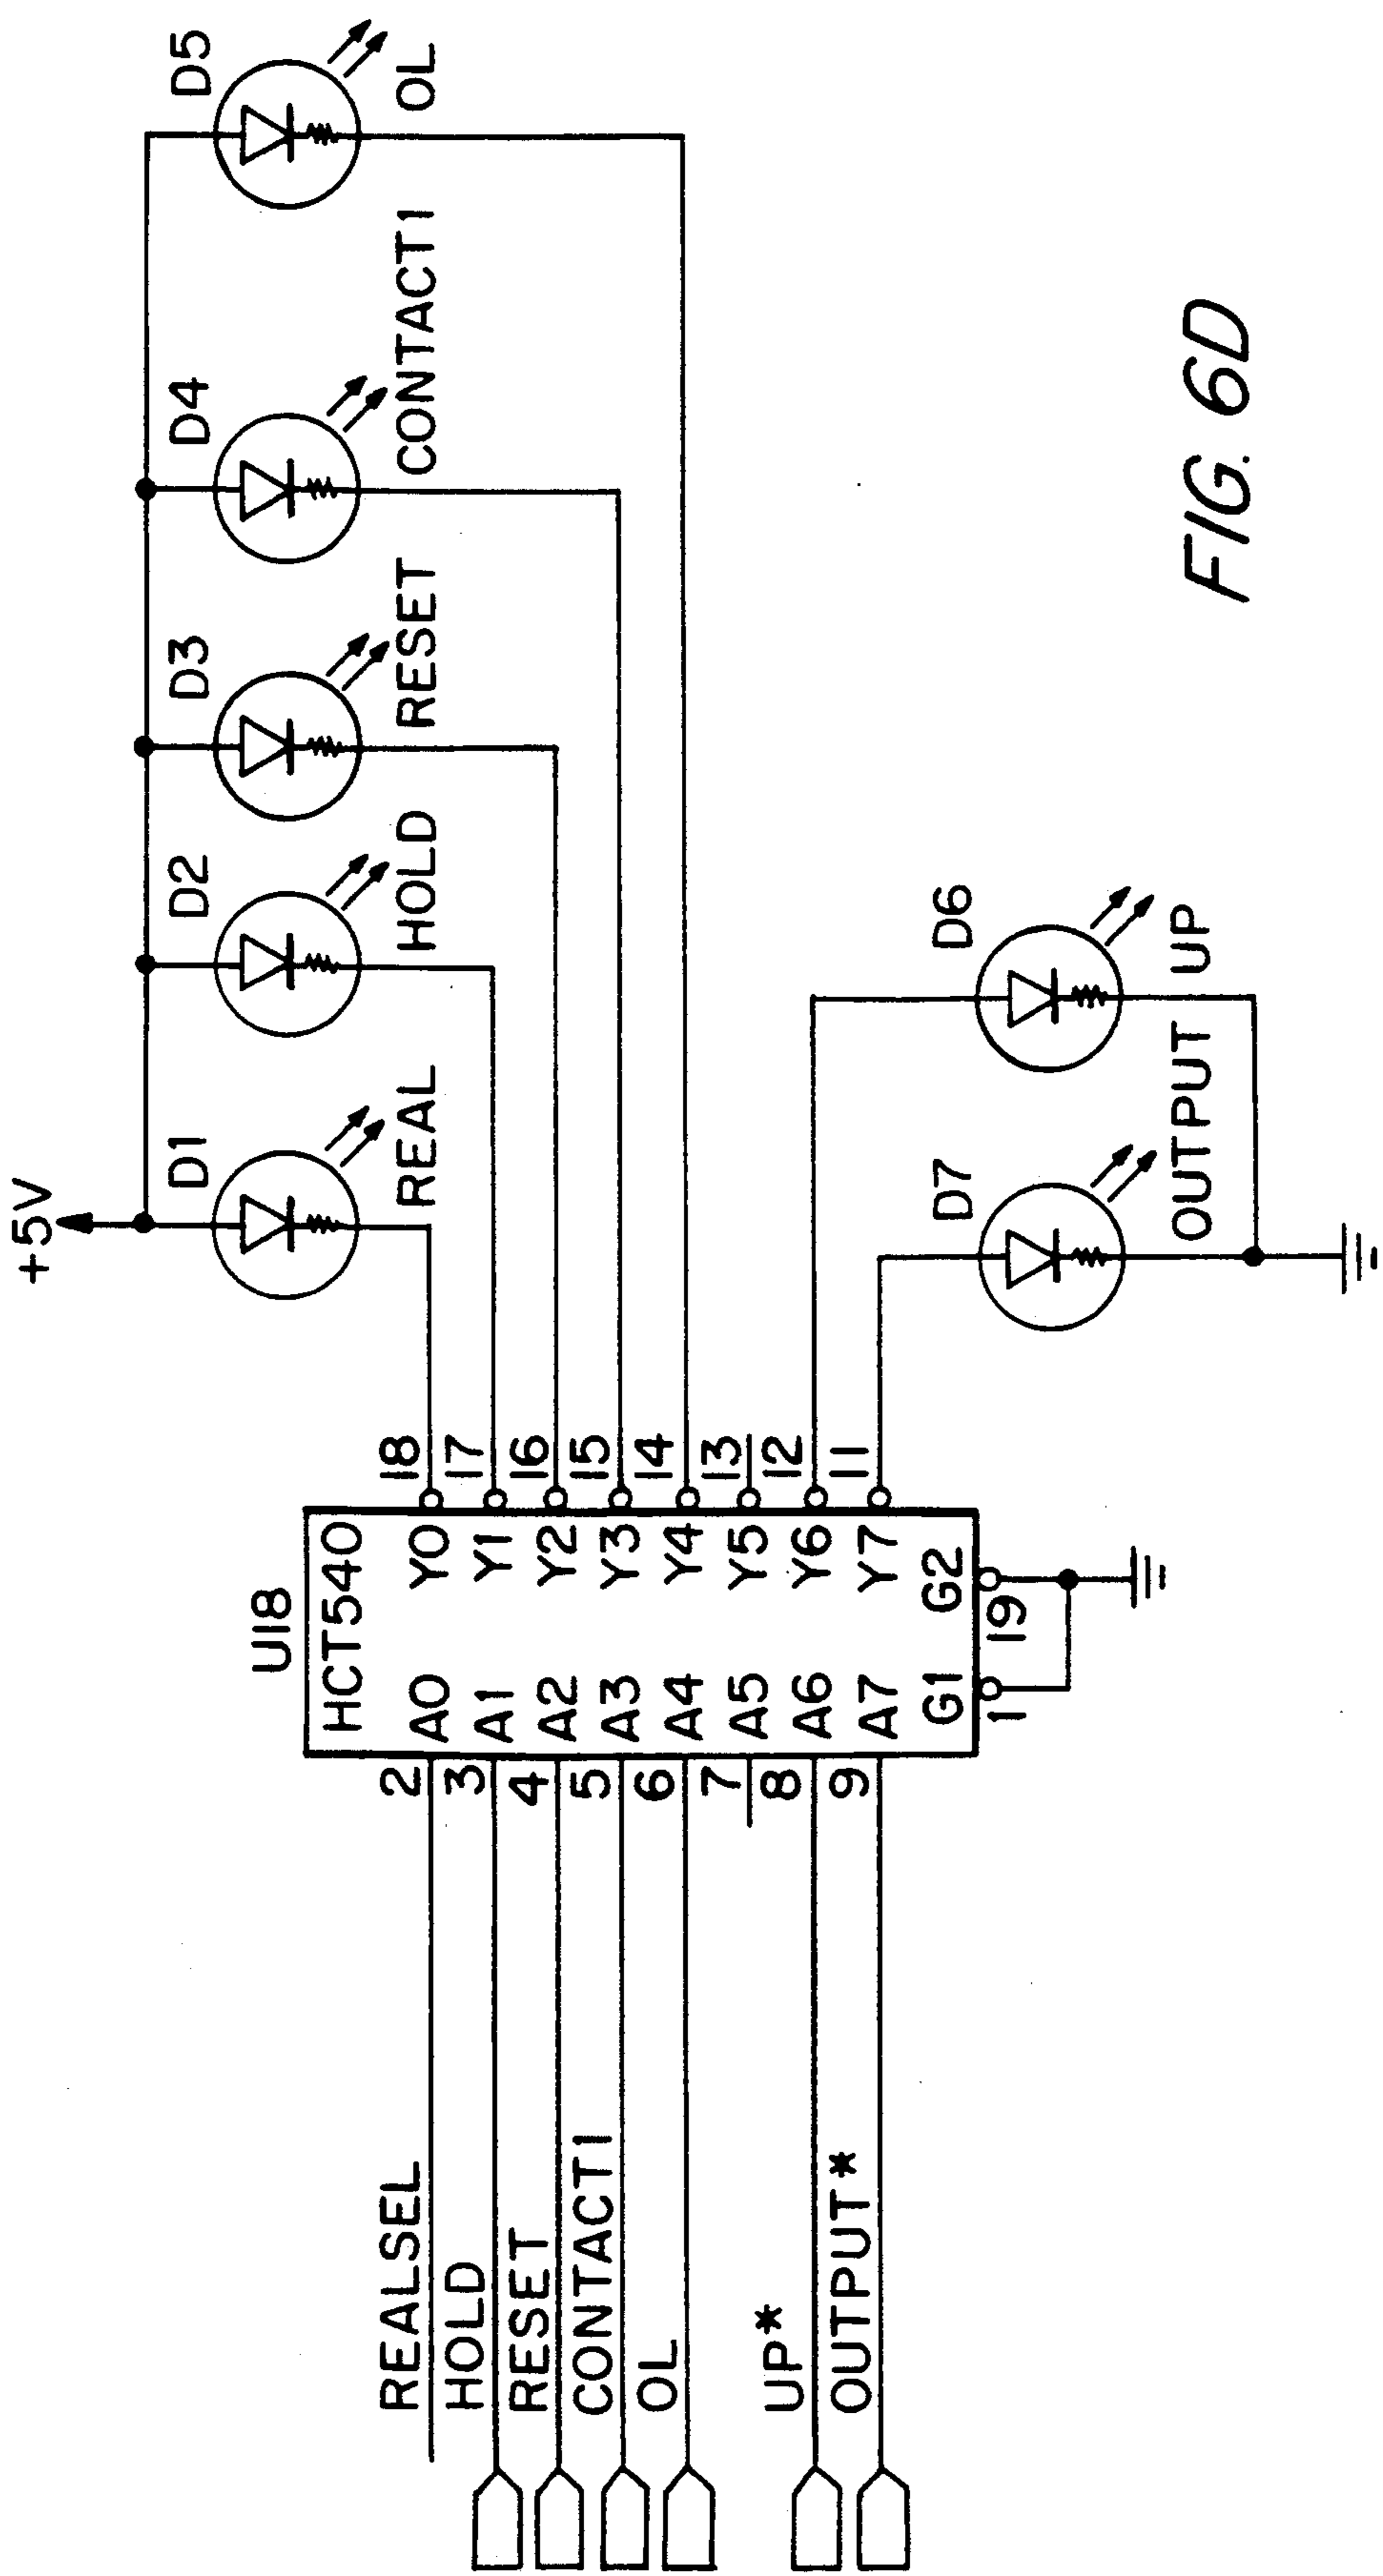 +5V
D1
D2
D3
D4
D5
REAL
HOLD
RESET
CONTACT1
OL
U18
HCT540
REALSEL 2 A0 Y0 18
HOLD 3 A1 Y1 17
RESET 4 A2 Y2 16
CONTACT1 5 A3 Y3 15
OL 6 A4 Y4 14
7 A5 Y5 13
UP* 8 A6 Y6 12
OUTPUT* 9 A7 Y7 11
G1 G2
1 19
D7
D6
OUTPUT
UP
FIG. 6D